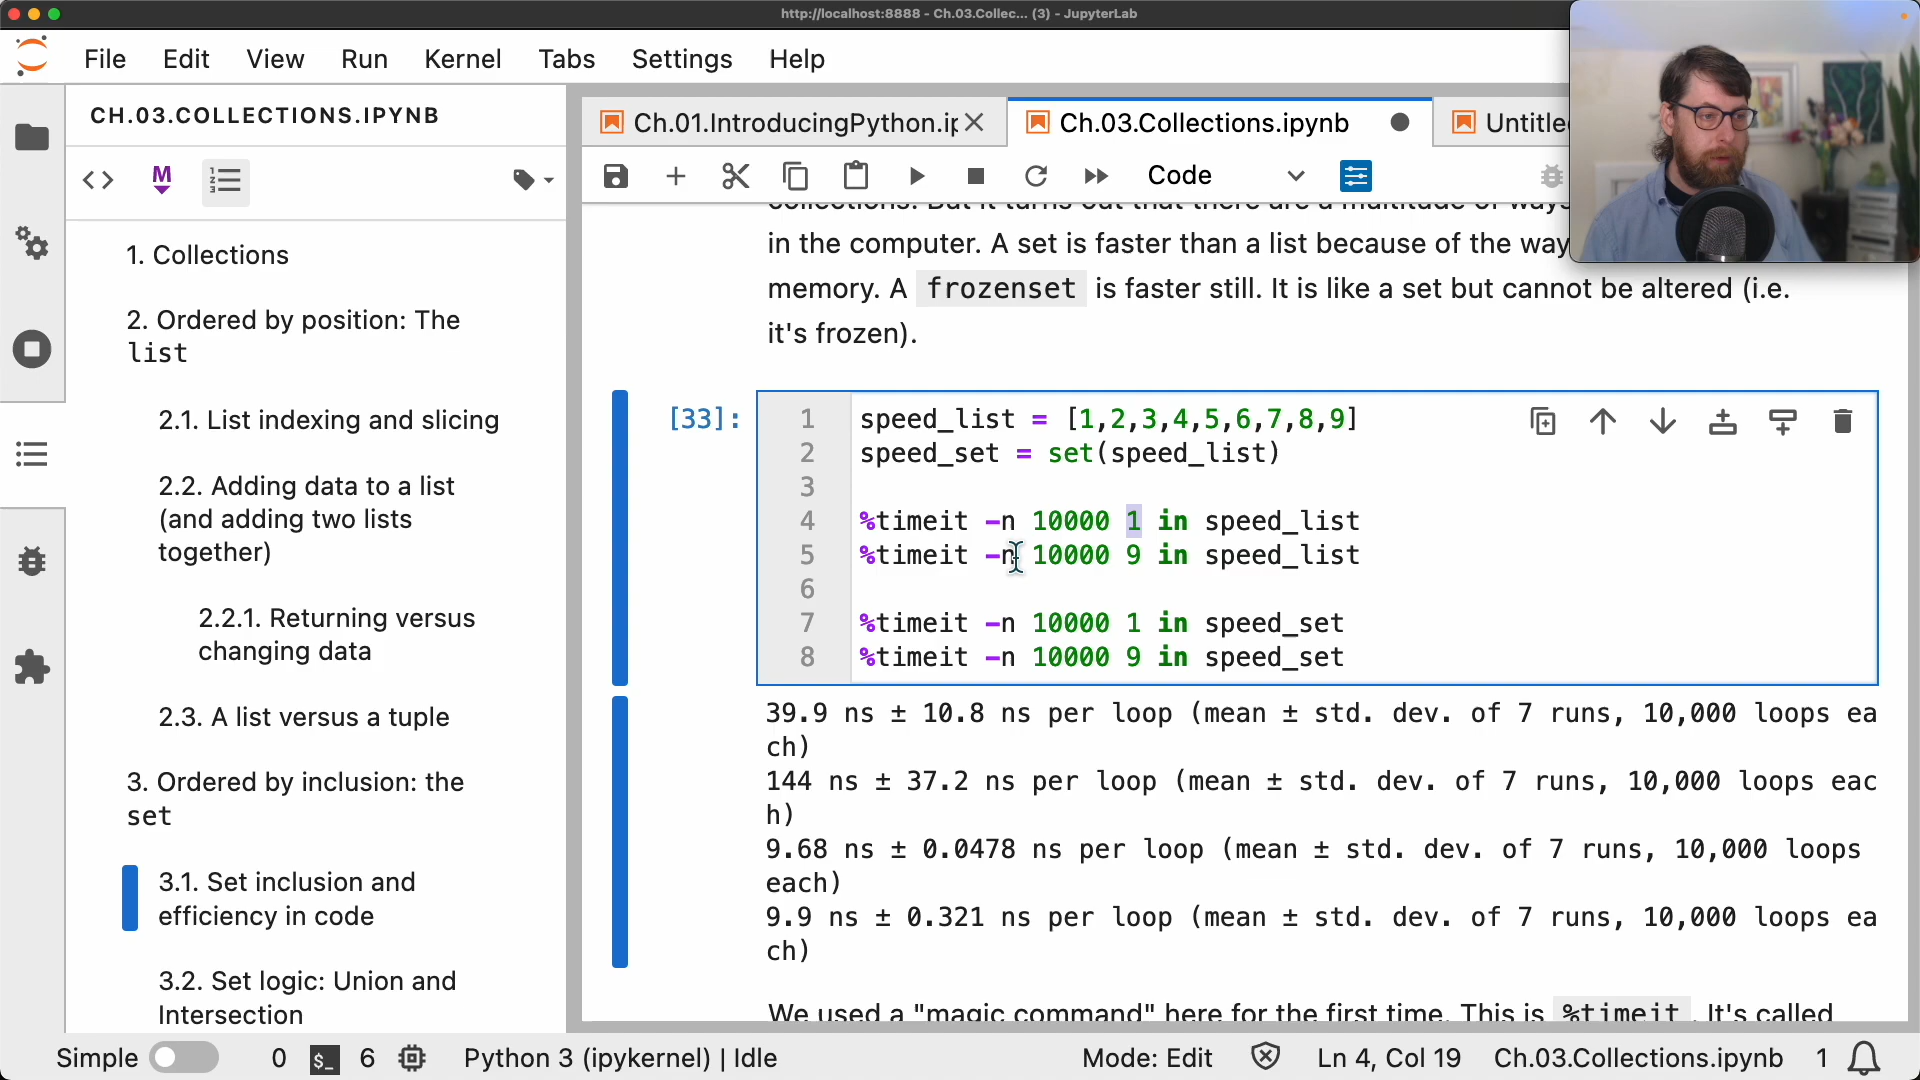 http://localhost:8888 - Ch.03.Collec... (3) - JupyterLab
File Edit View Run Kernel Tabs Settings Help
CH.03.COLLECTIONS.IPYNB
1. Collections
2. Ordered by position: The
list
2.1. List indexing and slicing
2.2. Adding data to a list
(and adding two lists
together)
2.2.1. Returning versus
changing data
2.3. A list versus a tuple
3. Ordered by inclusion: the
set
3.1. Set inclusion and
efficiency in code
3.2. Set logic: Union and
Intersection
Ch.01.IntroducingPython.ip
Ch.03.Collections.ipynb
Untitle
Code
collections. But it turns out that there are a multitude of ways
in the computer. A set is faster than a list because of the way
memory. A frozenset is faster still. It is like a set but cannot be altered (i.e.
it's frozen).
[33]:
1 speed_list = [1,2,3,4,5,6,7,8,9]
2 speed_set = set(speed_list)
3
4 %timeit -n 10000 1 in speed_list
5 %timeit -n 10000 9 in speed_list
6
7 %timeit -n 10000 1 in speed_set
8 %timeit -n 10000 9 in speed_set
39.9 ns ± 10.8 ns per loop (mean ± std. dev. of 7 runs, 10,000 loops ea
ch)
144 ns ± 37.2 ns per loop (mean ± std. dev. of 7 runs, 10,000 loops eac
h)
9.68 ns ± 0.0478 ns per loop (mean ± std. dev. of 7 runs, 10,000 loops
each)
9.9 ns ± 0.321 ns per loop (mean ± std. dev. of 7 runs, 10,000 loops ea
ch)
We used a "magic command" here for the first time. This is %timeit. It's called
Simple 0 $_ 6 Python 3 (ipykernel) | Idle Mode: Edit Ln 4, Col 19 Ch.03.Collections.ipynb 1